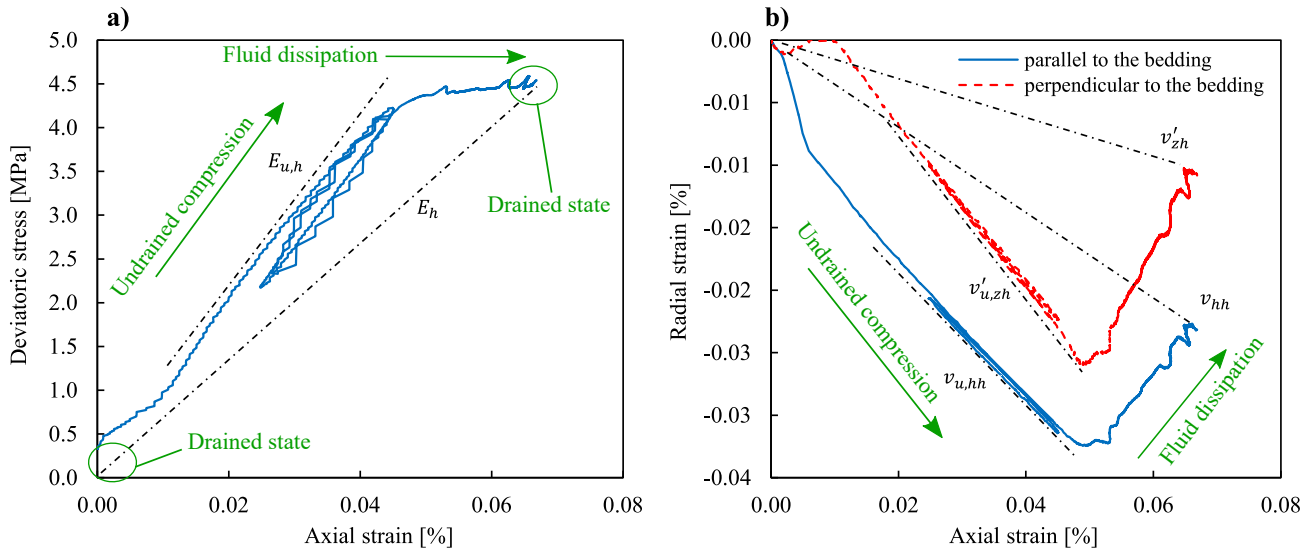 a)
5.0
4.5
4.0
3.5
3.0
2.5
2.0
1.5
1.0
0.5
0.0
Deviatoric stress [MPa]
0.00
0.02
0.04
0.06
0.08
Axial strain [%]
Fluid dissipation
Undrained compression
E_{u,h}
E_h
Drained state
Drained state
b)
0.00
-0.01
-0.01
-0.02
-0.02
-0.03
-0.03
-0.04
Radial strain [%]
0.00
0.02
0.04
0.06
0.08
Axial strain [%]
parallel to the bedding
perpendicular to the bedding
v'_{zh}
v_{hh}
v'_{u,zh}
v_{u,hh}
Undrained compression
Fluid dissipation